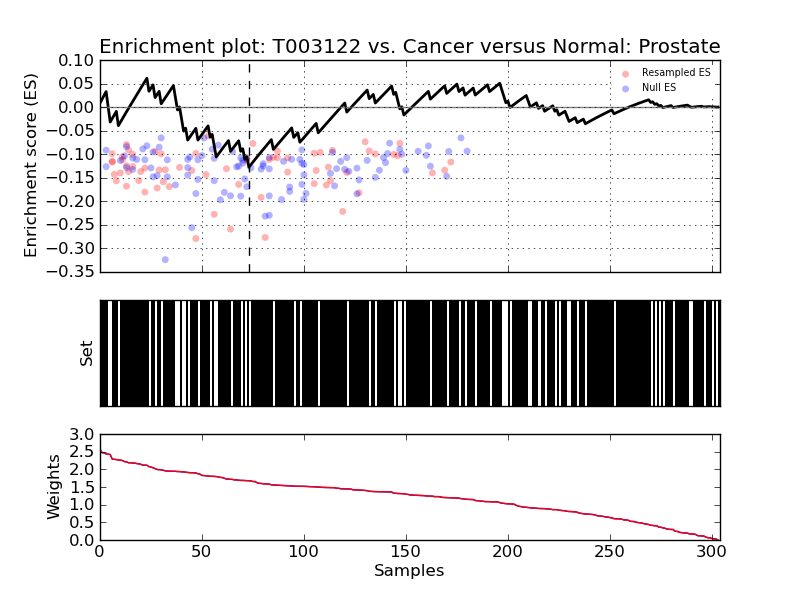 Enrichment plot: T003122 vs. Cancer versus Normal: Prostate
0.10
0.05
0.00
−0.05
−0.10
−0.15
−0.20
−0.25
−0.30
−0.35
Enrichment score (ES)
Resampled ES
Null ES
Set
3.0
2.5
2.0
1.5
1.0
0.5
0.0
Weights
0 50 100 150 200 250 300
Samples